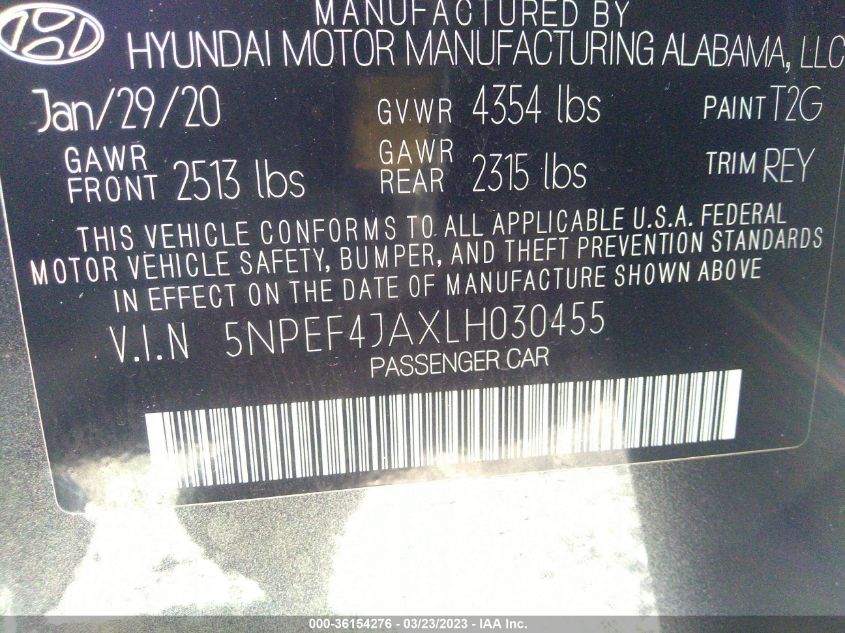 MANUFACTURED BY
HYUNDAI MOTOR MANUFACTURING ALABAMA, LLC
Jan/29/20 GVWR 4354 lbs PAINT T2G
GAWR FRONT 2513 lbs GAWR REAR 2315 lbs TRIM REY
THIS VEHICLE CONFORMS TO ALL APPLICABLE U.S.A. FEDERAL
MOTOR VEHICLE SAFETY, BUMPER, AND THEFT PREVENTION STANDARDS
IN EFFECT ON THE DATE OF MANUFACTURE SHOWN ABOVE
V.I.N 5NPEF4JAXLH030455
PASSENGER CAR
000-36154276 - 03/23/2023 - IAA Inc.